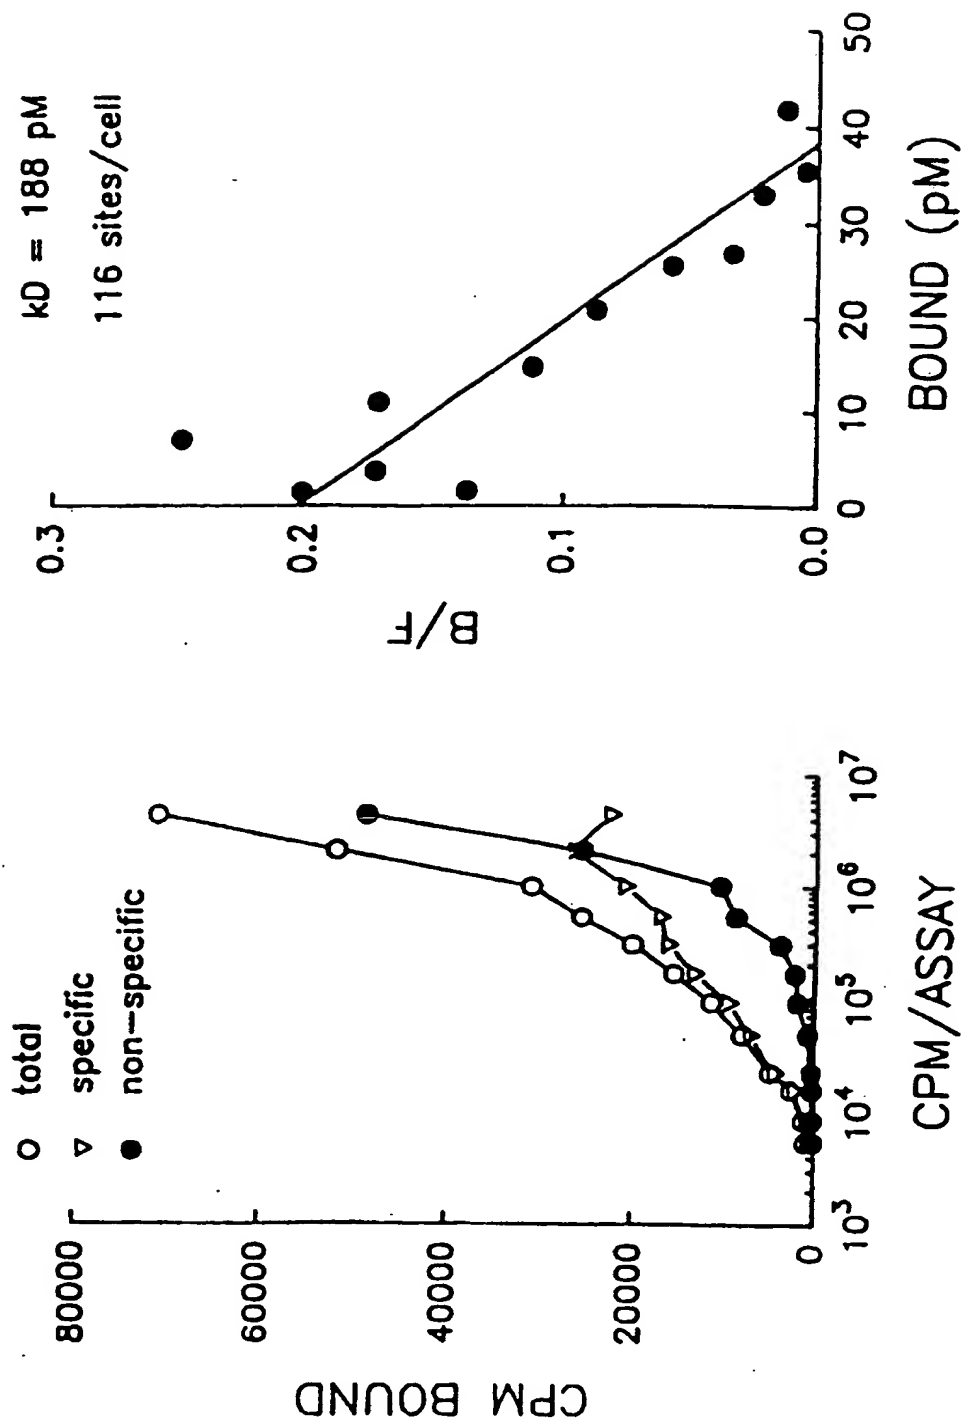 ○ total
▽ specific
● non-specific
CPM BOUND
80000
60000
40000
20000
0
10³
10⁴
10⁵
10⁶
10⁷
CPM/ASSAY
kD = 188 pM
116 sites/cell
B/F
0.3
0.2
0.1
0.0
0
10
20
30
40
50
BOUND (pM)